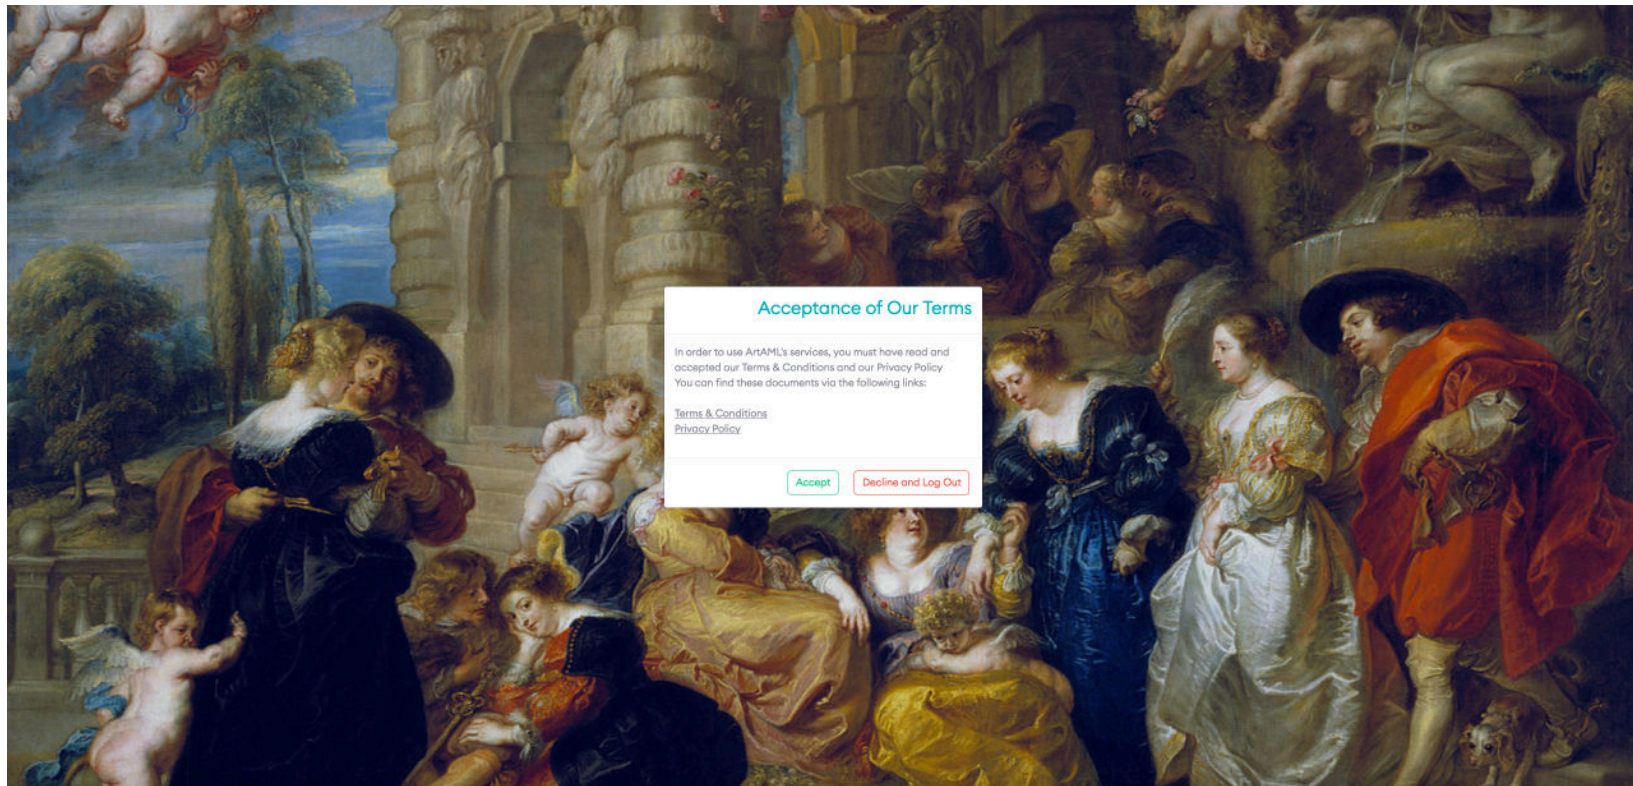 Acceptance of Our Terms
In order to use ArtAML's services, you must have read and
accepted our Terms & Conditions and our Privacy Policy
You can find these documents via the following links:
Terms & Conditions
Privacy Policy
Accept
Decline and Log Out